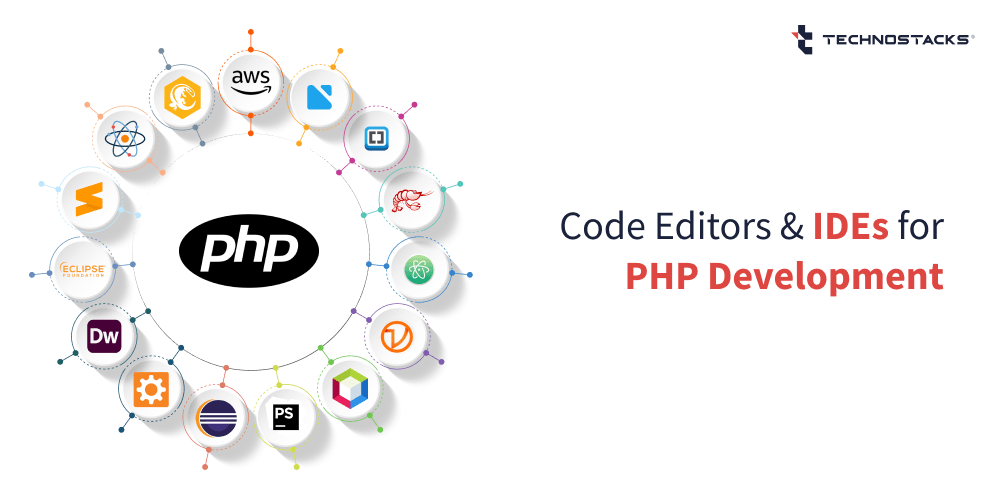 TECHNOSTACKS®
aws
php
ECLIPSE
FOUNDATION
Dw
PS
Code Editors & IDEs for
PHP Development